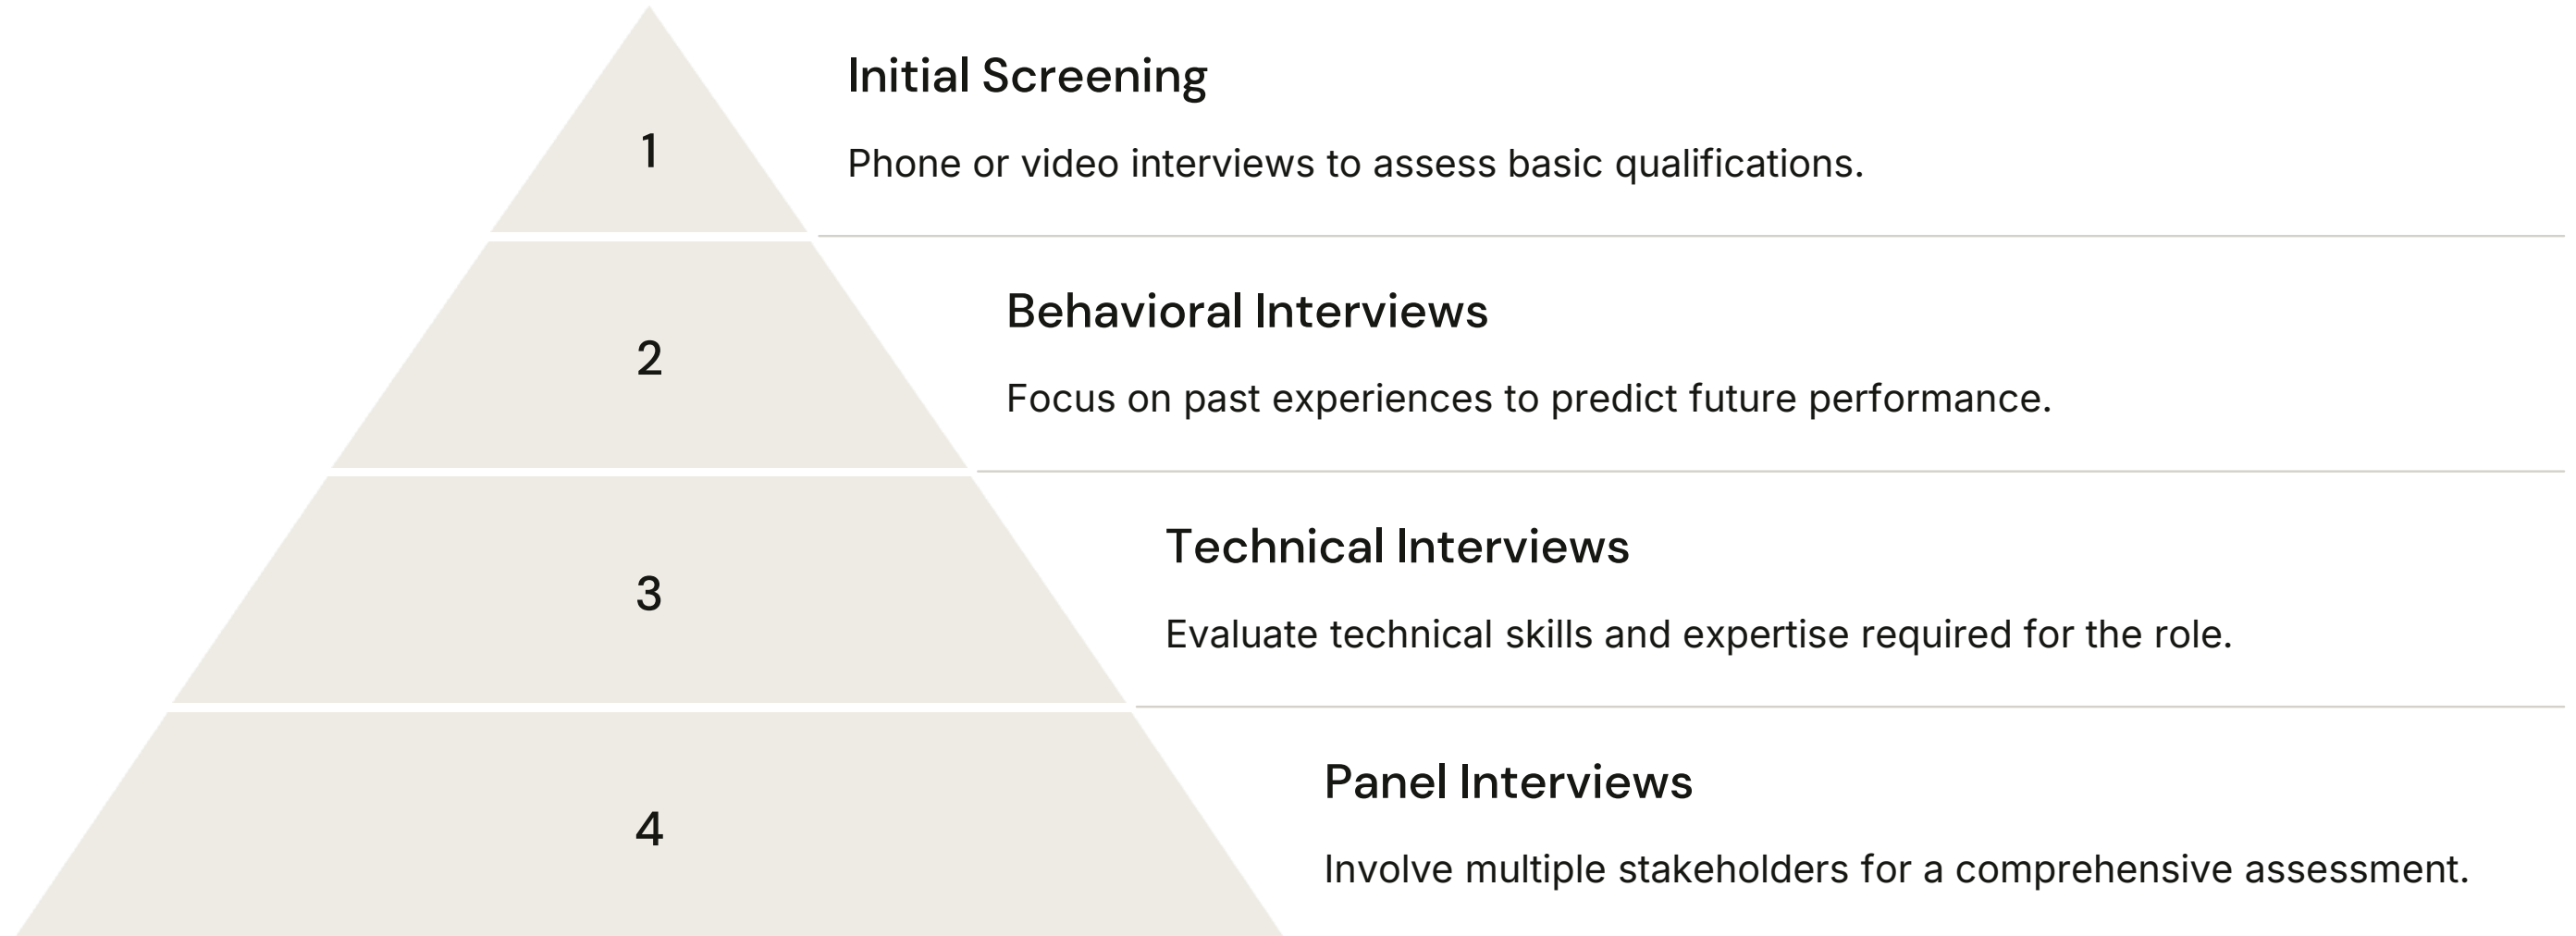 1
Initial Screening
Phone or video interviews to assess basic qualifications.
2
Behavioral Interviews
Focus on past experiences to predict future performance.
3
Technical Interviews
Evaluate technical skills and expertise required for the role.
4
Panel Interviews
Involve multiple stakeholders for a comprehensive assessment.